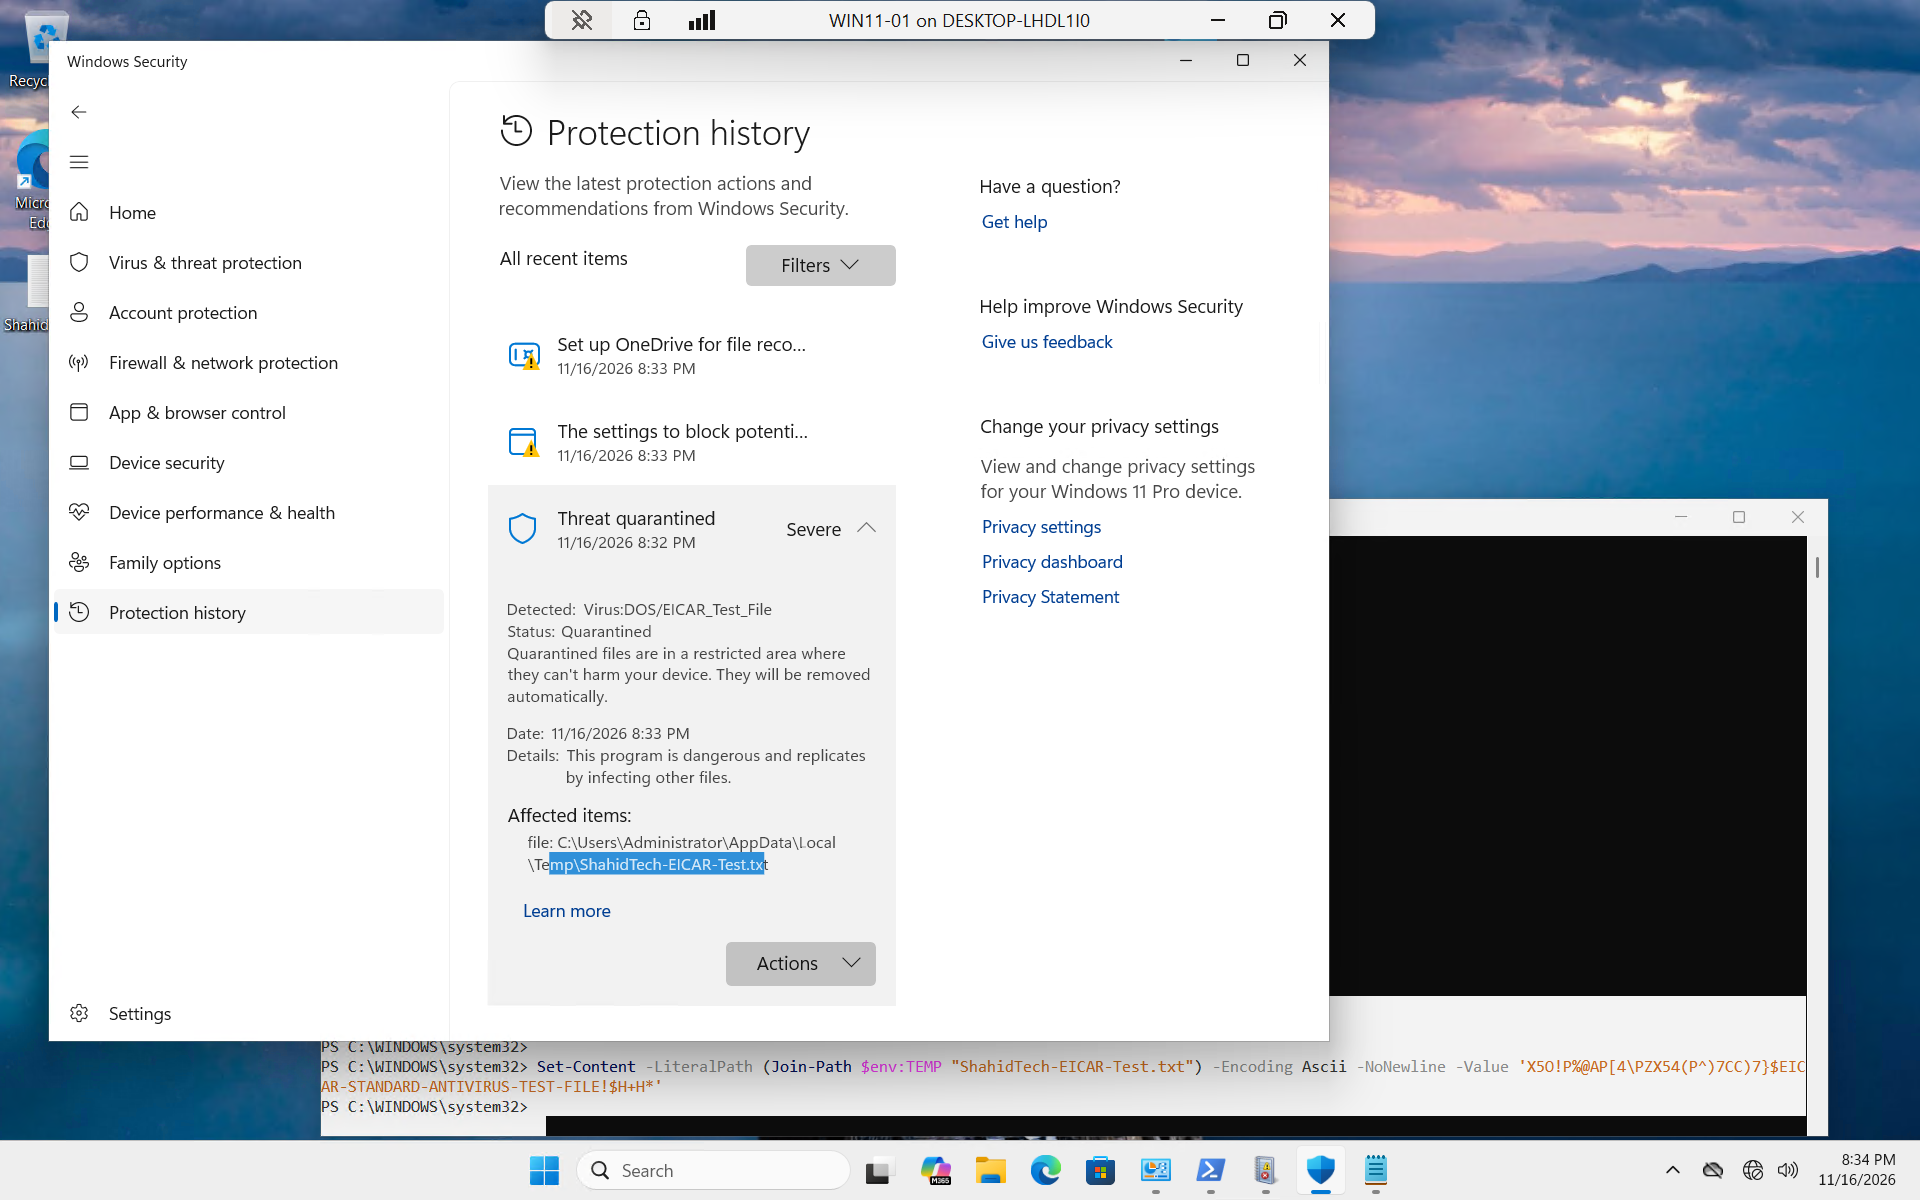 WIN11-01 on DESKTOP-LHDL1I0
Windows Security
Home
Virus & threat protection
Account protection
Firewall & network protection
App & browser control
Device security
Device performance & health
Family options
Protection history
Settings
Protection history
View the latest protection actions and
recommendations from Windows Security.
All recent items
Filters
Set up OneDrive for file reco...
11/16/2026 8:33 PM
The settings to block potenti...
11/16/2026 8:33 PM
Threat quarantined
11/16/2026 8:32 PM
Severe
Detected: Virus:DOS/EICAR_Test_File
Status: Quarantined
Quarantined files are in a restricted area where
they can't harm your device. They will be removed
automatically.
Date: 11/16/2026 8:33 PM
Details: This program is dangerous and replicates
by infecting other files.
Affected items:
file: C:\Users\Administrator\AppData\Local
\Temp\ShahidTech-EICAR-Test.txt
Learn more
Actions
Have a question?
Get help
Help improve Windows Security
Give us feedback
Change your privacy settings
View and change privacy settings
for your Windows 11 Pro device.
Privacy settings
Privacy dashboard
Privacy Statement
PS C:\WINDOWS\system32>
PS C:\WINDOWS\system32> Set-Content -LiteralPath (Join-Path $env:TEMP "ShahidTech-EICAR-Test.txt") -Encoding Ascii -NoNewline -Value 'X5O!P%@AP[4\PZX54(P^)7CC)7}$EIC
AR-STANDARD-ANTIVIRUS-TEST-FILE!$H+H*'
PS C:\WINDOWS\system32>
Search
M365
8:34 PM
11/16/2026